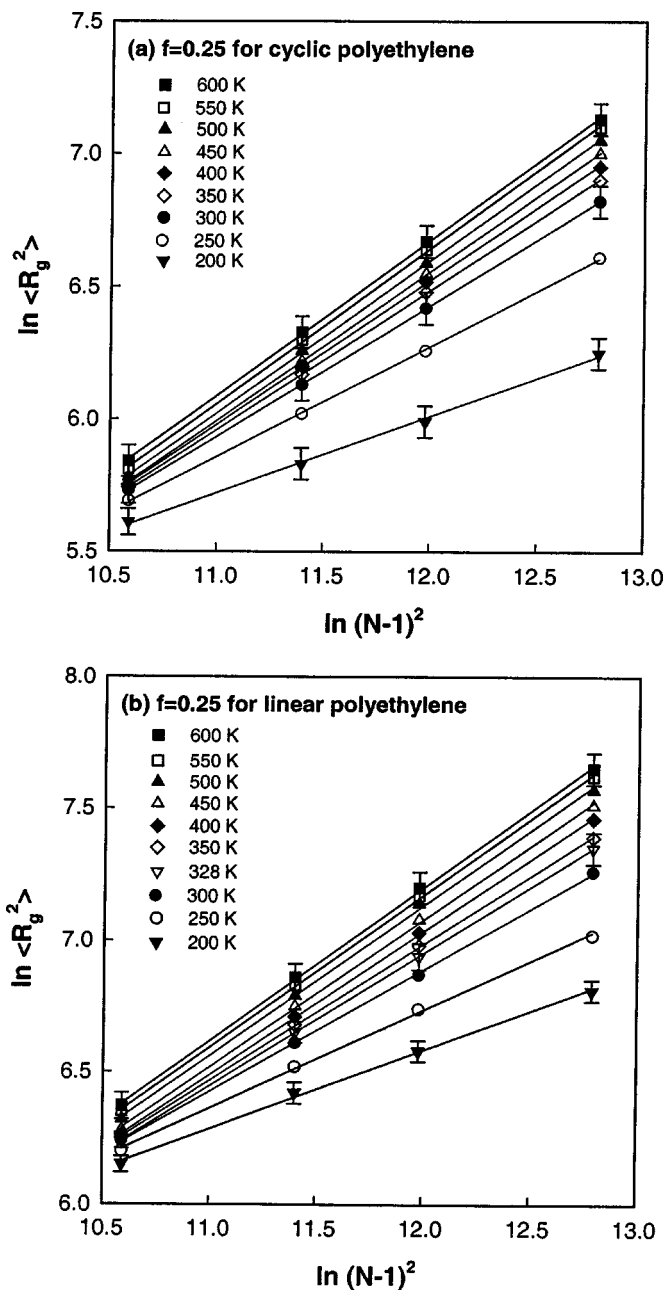 7.5
(a) f=0.25 for cyclic polyethylene
600 K
550 K
500 K
450 K
400 K
350 K
300 K
250 K
200 K
7.0
6.5
6.0
5.5
ln <Rg²>
10.5 11.0 11.5 12.0 12.5 13.0
ln (N-1)²
8.0
(b) f=0.25 for linear polyethylene
600 K
550 K
500 K
450 K
400 K
350 K
328 K
300 K
250 K
200 K
7.5
7.0
6.5
6.0
ln <Rg²>
10.5 11.0 11.5 12.0 12.5 13.0
ln (N-1)²